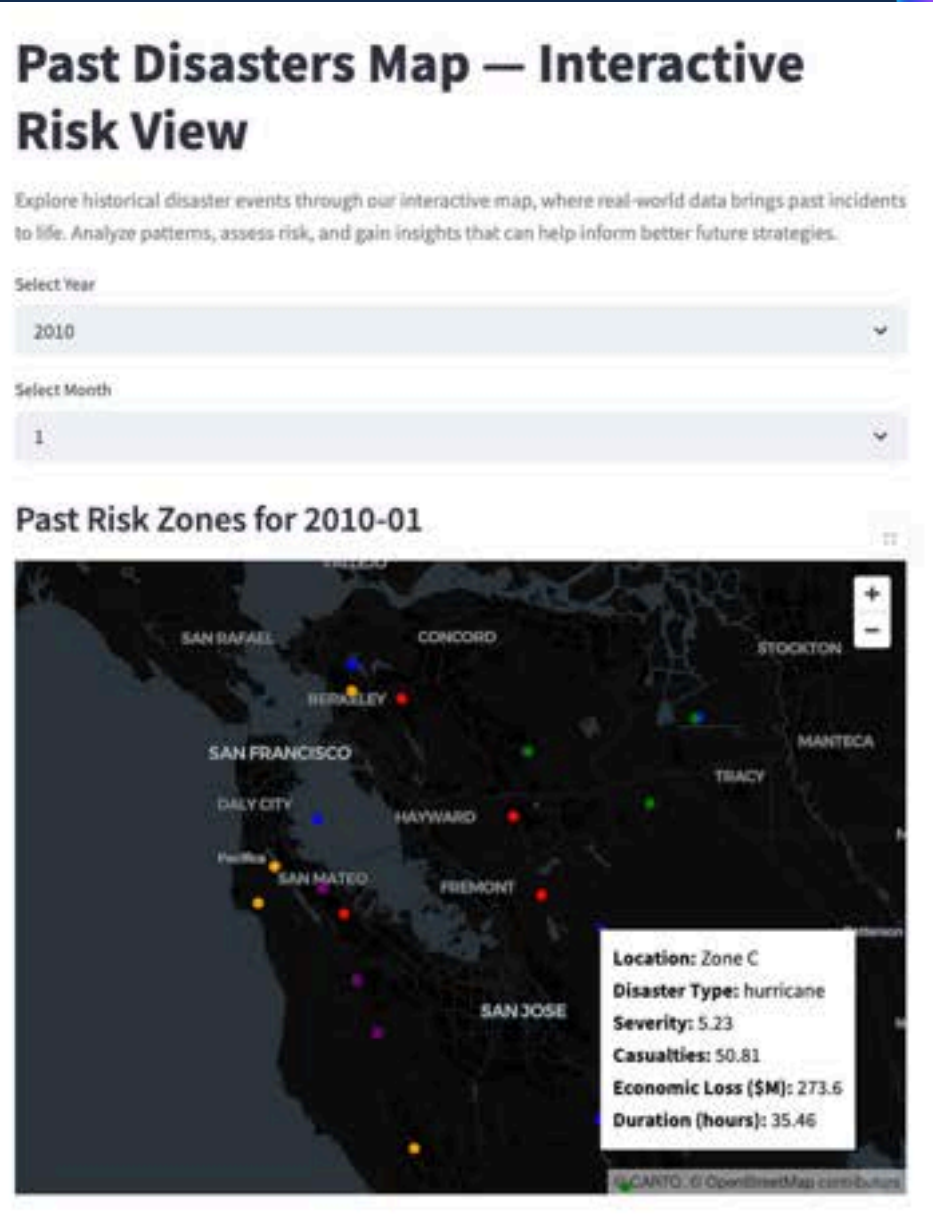 Past Disasters Map — Interactive
Risk View
Explore historical disaster events through our interactive map, where real-world data brings past incidents
to life. Analyze patterns, assess risk, and gain insights that can help inform better future strategies.
Select Year
2010
Select Month
1
Past Risk Zones for 2010-01
VALLEJO
+
SAN RAFAEL
CONCORD
−
STOCKTON
BERKELEY
MANTECA
SAN FRANCISCO
TRACY
DALY CITY
HAYWARD
Pacifica
SAN MATEO
FREMONT
Patterson
Location: Zone C
Disaster Type: hurricane
Severity: 5.23
SAN JOSE
Casualties: 50.81
Economic Loss ($M): 273.6
Duration (hours): 35.46
© CARTO, © OpenStreetMap contributors